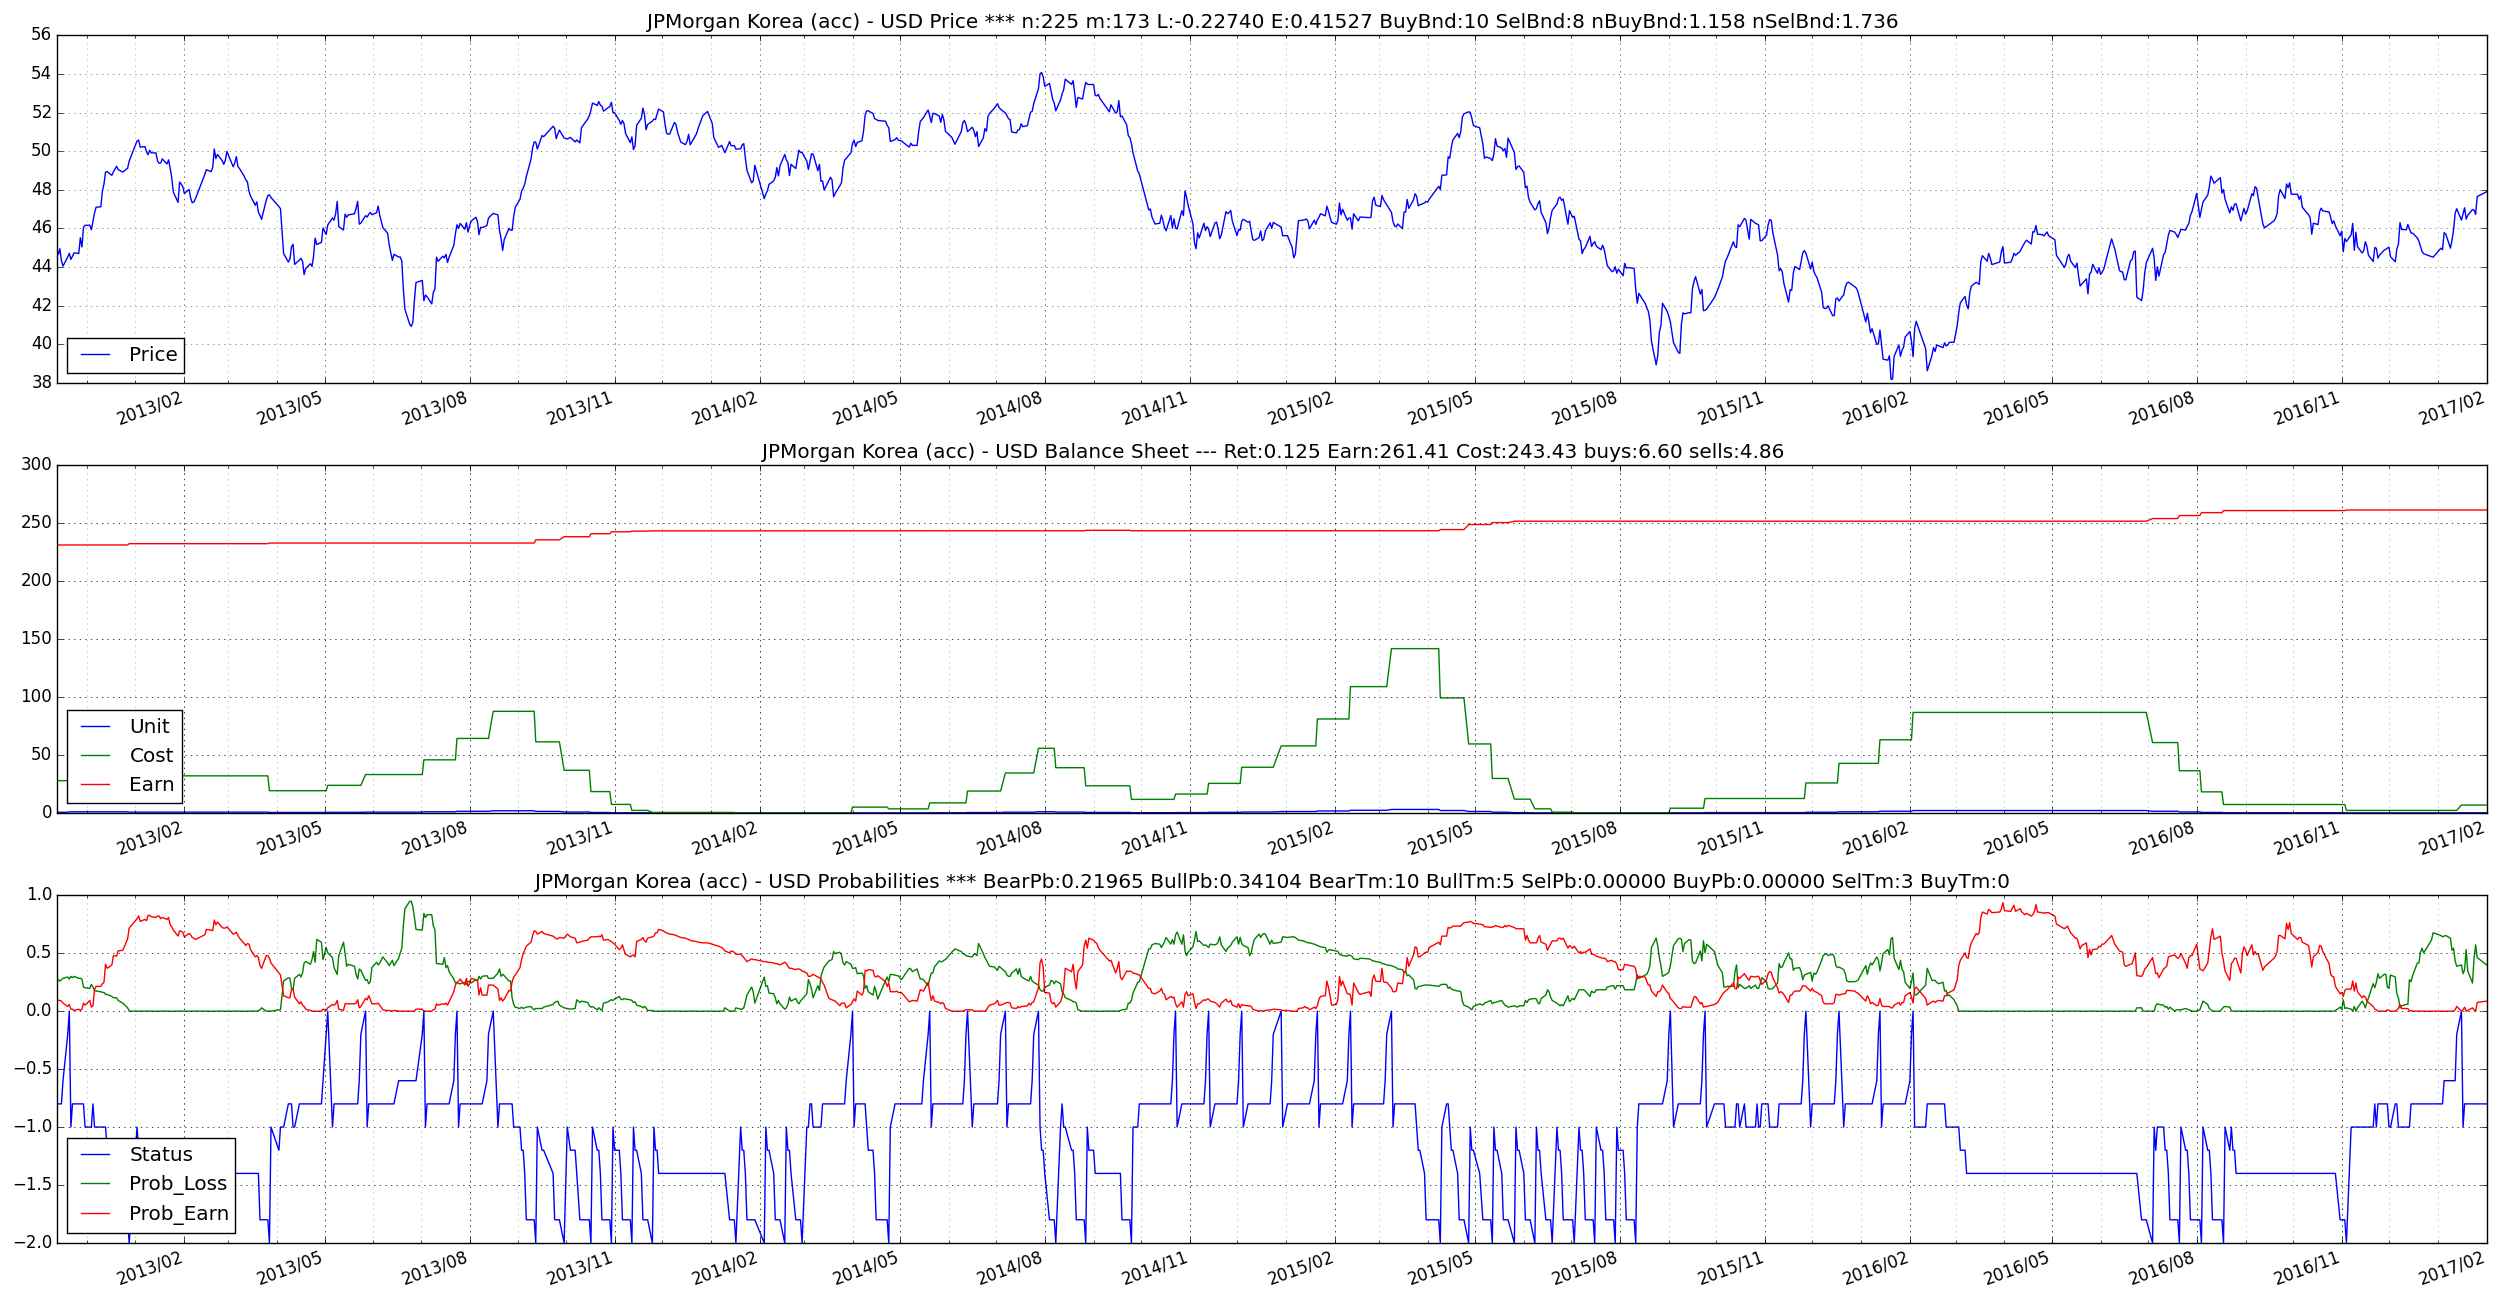 JPMorgan Korea (acc) - USD Price *** n:225 m:173 L:-0.22740 E:0.41527 BuyBnd:10 SelBnd:8 nBuyBnd:1.158 nSelBnd:1.736
56
54
52
50
48
46
44
42
40
38
Price
2013/02 2013/05 2013/08 2013/11 2014/02 2014/05 2014/08 2014/11 2015/02 2015/05 2015/08 2015/11 2016/02 2016/05 2016/08 2016/11 2017/02
JPMorgan Korea (acc) - USD Balance Sheet --- Ret:0.125 Earn:261.41 Cost:243.43 buys:6.60 sells:4.86
300
250
200
150
100
50
0
Unit
Cost
Earn
2013/02 2013/05 2013/08 2013/11 2014/02 2014/05 2014/08 2014/11 2015/02 2015/05 2015/08 2015/11 2016/02 2016/05 2016/08 2016/11 2017/02
JPMorgan Korea (acc) - USD Probabilities *** BearPb:0.21965 BullPb:0.34104 BearTm:10 BullTm:5 SelPb:0.00000 BuyPb:0.00000 SelTm:3 BuyTm:0
1.0
0.5
0.0
−0.5
−1.0
−1.5
−2.0
Status
Prob_Loss
Prob_Earn
2013/02 2013/05 2013/08 2013/11 2014/02 2014/05 2014/08 2014/11 2015/02 2015/05 2015/08 2015/11 2016/02 2016/05 2016/08 2016/11 2017/02